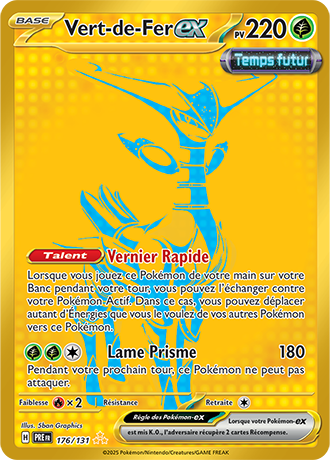 BASE Vert-de-Fer ex PV 220
Temps futur
Talent Vernier Rapide
Lorsque vous jouez ce Pokémon de votre main sur votre
Banc pendant votre tour, vous pouvez l'échanger contre
votre Pokémon Actif. Dans ce cas, vous pouvez déplacer
autant d'Énergies que vous le voulez de vos autres Pokémon
vers ce Pokémon.
Lame Prisme 180
Pendant votre prochain tour, ce Pokémon ne peut pas
attaquer.
Faiblesse × 2 Résistance Retraite
Illus. 5ban Graphics
Règle des Pokémon-ex Lorsque votre Pokémon-ex
est mis K.O., l'adversaire récupère 2 cartes Récompense.
H PRE FR 176/131
©2025 Pokémon/Nintendo/Creatures/GAME FREAK